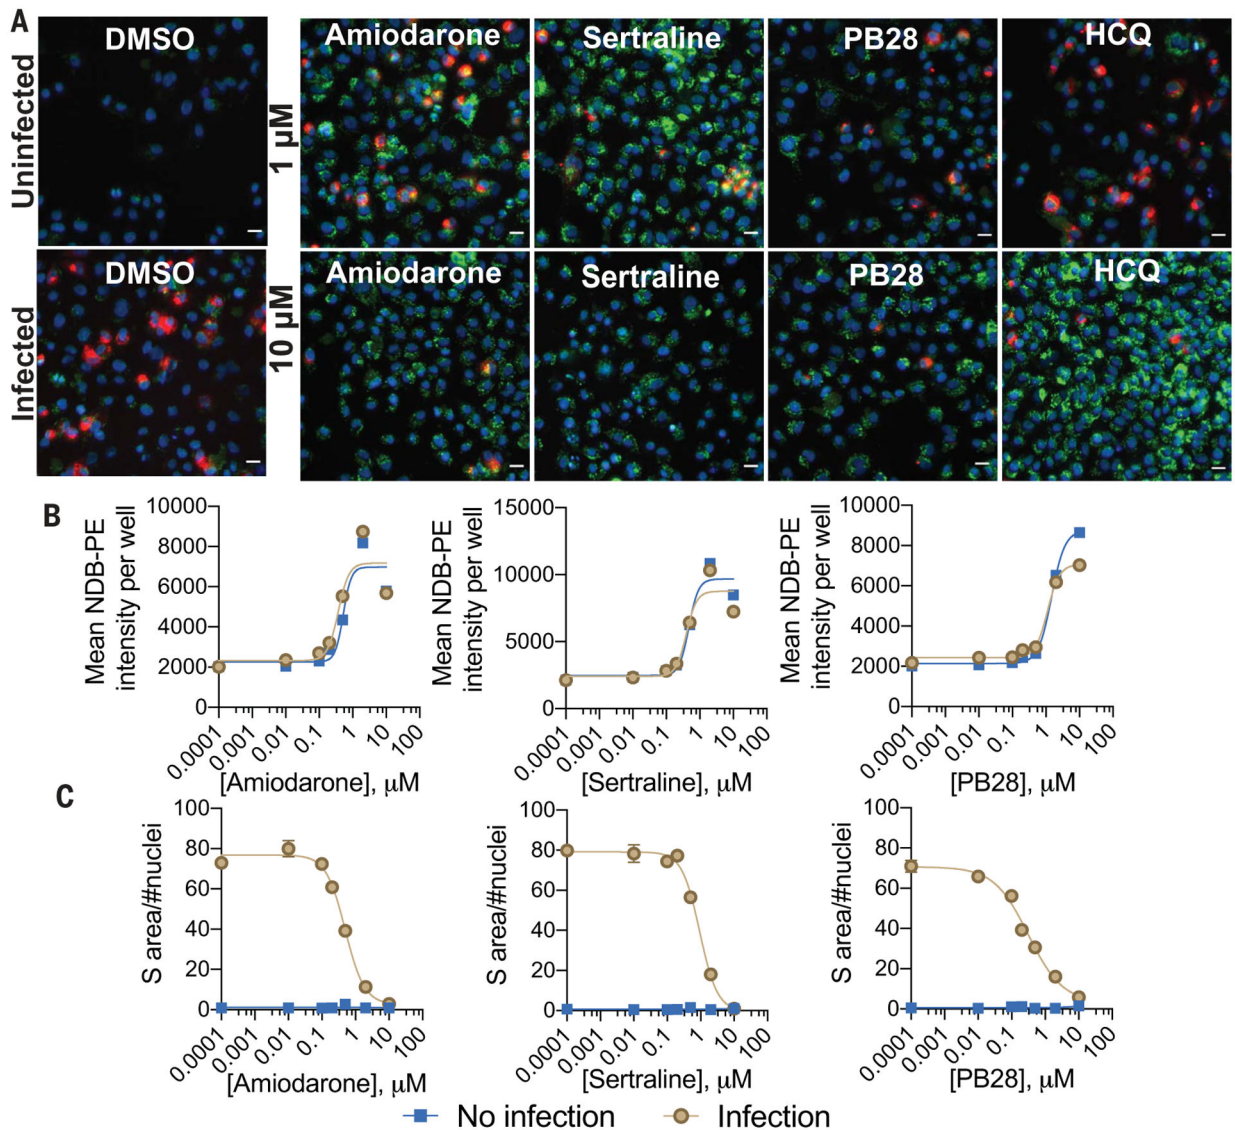 A
Uninfected
DMSO
1 μM
Amiodarone
Sertraline
PB28
HCQ
Infected
DMSO
10 μM
Amiodarone
Sertraline
PB28
HCQ
B
Mean NDB-PE
intensity per well
10000
8000
6000
4000
2000
0
0.0001
0.001
0.01
0.1
1
10
100
[Amiodarone], μM
Mean NDB-PE
intensity per well
15000
10000
5000
0
0.0001
0.001
0.01
0.1
1
10
100
[Sertraline], μM
Mean NDB-PE
intensity per well
10000
8000
6000
4000
2000
0
0.0001
0.001
0.01
0.1
1
10
100
[PB28], μM
C
S area/#nuclei
100
80
60
40
20
0
0.0001
0.001
0.01
0.1
1
10
100
[Amiodarone], μM
S area/#nuclei
100
80
60
40
20
0
0.0001
0.001
0.01
0.1
1
10
100
[Sertraline], μM
S area/#nuclei
100
80
60
40
20
0
0.0001
0.001
0.01
0.1
1
10
100
[PB28], μM
No infection
Infection